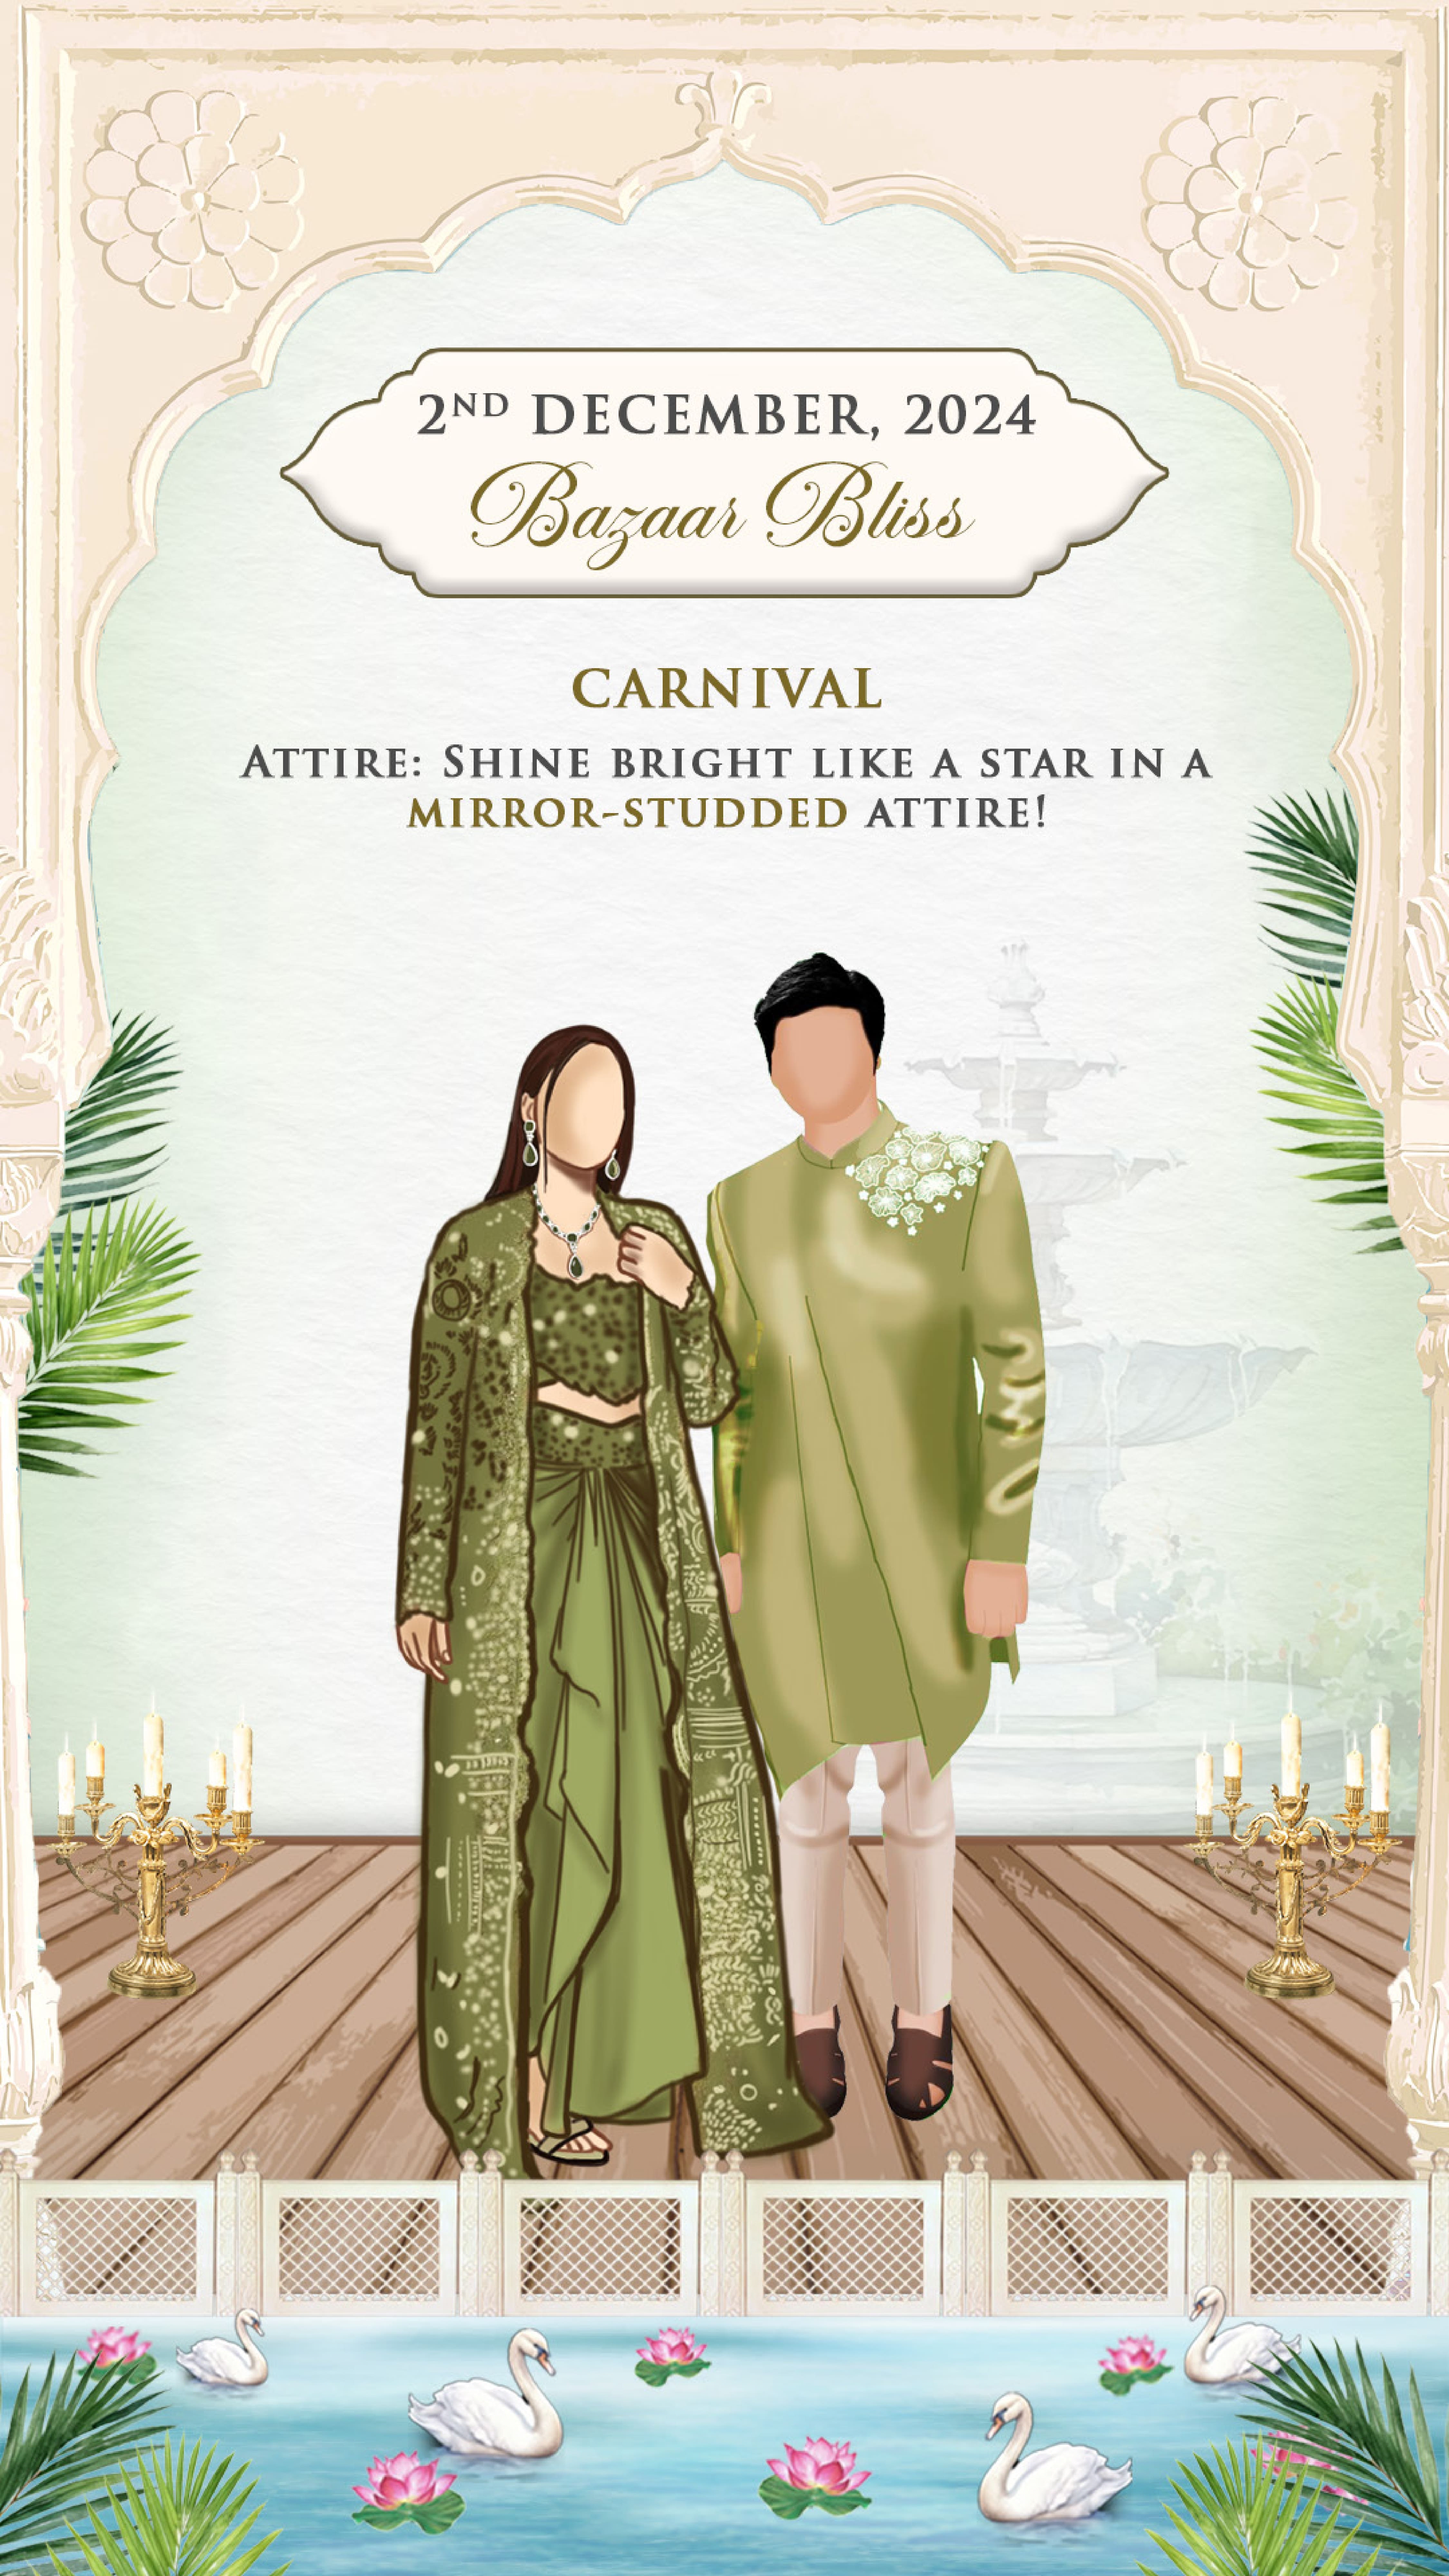 2ND DECEMBER, 2024
Bazaar Bliss
CARNIVAL
ATTIRE: SHINE BRIGHT LIKE A STAR IN A
MIRROR-STUDDED ATTIRE!